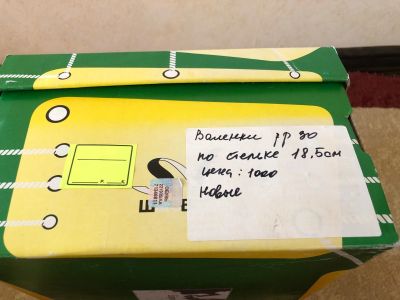 Валенки рр 30
по стельке 18,5см
цена: 1000
новые